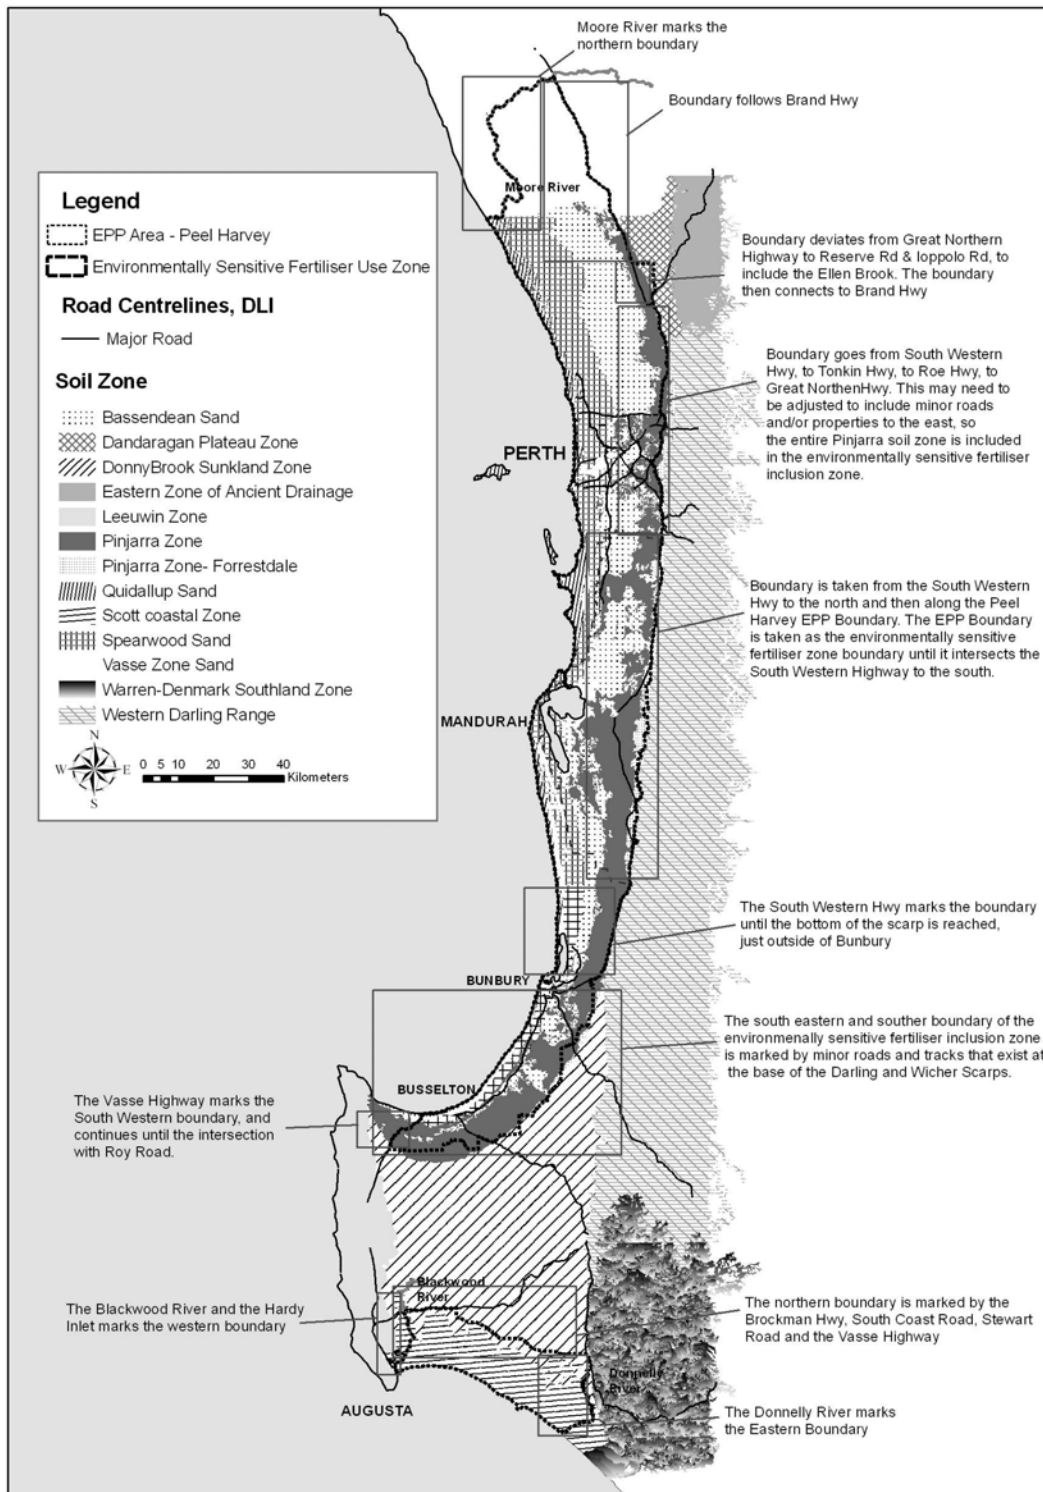 Moore River marks the
northern boundary
Boundary follows Brand Hwy
Moore River
Legend
EPP Area - Peel Harvey
Environmentally Sensitive Fertiliser Use Zone
Road Centrelines, DLI
Major Road
Soil Zone
Bassendean Sand
Dandaragan Plateau Zone
DonnyBrook Sunkland Zone
Eastern Zone of Ancient Drainage
Leeuwin Zone
Pinjarra Zone
Pinjarra Zone- Forrestdale
Quidallup Sand
Scott coastal Zone
Spearwood Sand
Vasse Zone Sand
Warren-Denmark Southland Zone
Western Darling Range
N
W E
S
0 5 10 20 30 40
Kilometers
Boundary deviates from Great Northern
Highway to Reserve Rd & Ioppolo Rd, to
include the Ellen Brook. The boundary
then connects to Brand Hwy
Boundary goes from South Western
Hwy, to Tonkin Hwy, to Roe Hwy, to
Great NorthenHwy. This may need to
be adjusted to include minor roads
and/or properties to the east, so
the entire Pinjarra soil zone is included
in the environmentally sensitive fertiliser
inclusion zone.
PERTH
Boundary is taken from the South Western
Hwy to the north and then along the Peel
Harvey EPP Boundary. The EPP Boundary
is taken as the environmentally sensitive
fertiliser zone boundary until it intersects the
South Western Highway to the south.
MANDURAH
The South Western Hwy marks the boundary
until the bottom of the scarp is reached,
just outside of Bunbury
BUNBURY
The south eastern and souther boundary of the
environmenally sensitive fertiliser inclusion zone
is marked by minor roads and tracks that exist at
the base of the Darling and Wicher Scarps.
BUSSELTON
The Vasse Highway marks the
South Western boundary, and
continues until the intersection
with Roy Road.
Blackwood
River
The Blackwood River and the Hardy
Inlet marks the western boundary
The northern boundary is marked by the
Brockman Hwy, South Coast Road, Stewart
Road and the Vasse Highway
Donnelly
River
AUGUSTA
The Donnelly River marks
the Eastern Boundary